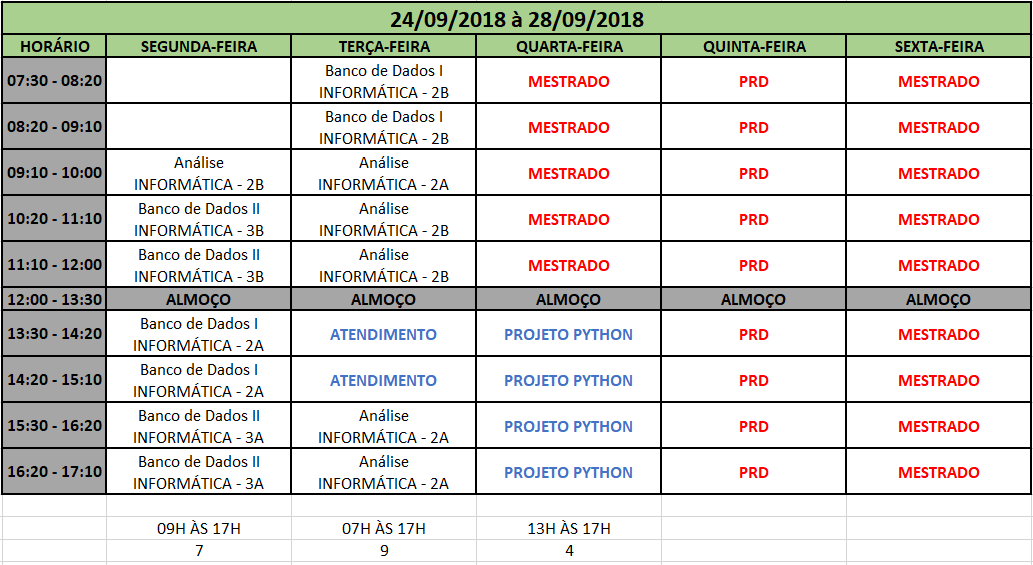 24/09/2018 à 28/09/2018
HORÁRIO SEGUNDA-FEIRA TERÇA-FEIRA QUARTA-FEIRA QUINTA-FEIRA SEXTA-FEIRA
07:30 - 08:20 Banco de Dados I MESTRADO PRD MESTRADO
INFORMÁTICA - 2B
08:20 - 09:10 Banco de Dados I MESTRADO PRD MESTRADO
INFORMÁTICA - 2B
09:10 - 10:00 Análise Análise MESTRADO PRD MESTRADO
INFORMÁTICA - 2B INFORMÁTICA - 2A
10:20 - 11:10 Banco de Dados II Análise MESTRADO PRD MESTRADO
INFORMÁTICA - 3B INFORMÁTICA - 2B
11:10 - 12:00 Banco de Dados II Análise MESTRADO PRD MESTRADO
INFORMÁTICA - 3B INFORMÁTICA - 2B
12:00 - 13:30 ALMOÇO ALMOÇO ALMOÇO ALMOÇO ALMOÇO
13:30 - 14:20 Banco de Dados I ATENDIMENTO PROJETO PYTHON PRD MESTRADO
INFORMÁTICA - 2A
14:20 - 15:10 Banco de Dados I ATENDIMENTO PROJETO PYTHON PRD MESTRADO
INFORMÁTICA - 2A
15:30 - 16:20 Banco de Dados II Análise PROJETO PYTHON PRD MESTRADO
INFORMÁTICA - 3A INFORMÁTICA - 2A
16:20 - 17:10 Banco de Dados II Análise PROJETO PYTHON PRD MESTRADO
INFORMÁTICA - 3A INFORMÁTICA - 2A
09H ÀS 17H 07H ÀS 17H 13H ÀS 17H
7 9 4